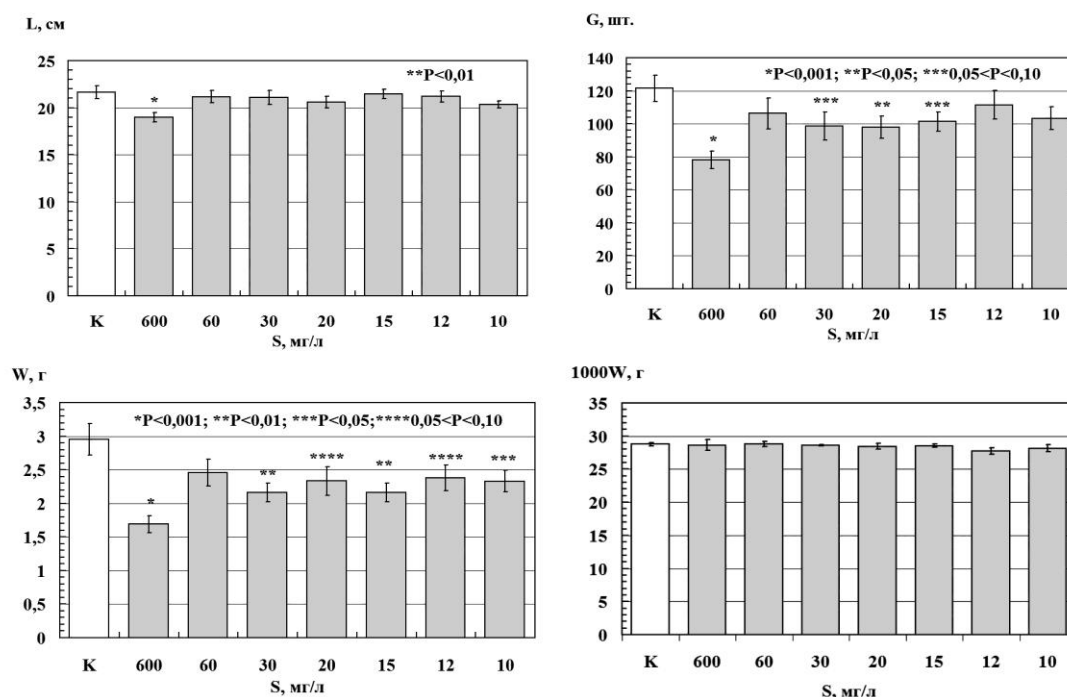 L, см
25
**P<0,01
20
*
15
10
5
0
K 600 60 30 20 15 12 10
S, мг/л
G, шт.
140
*P<0,001; **P<0,05; ***0,05<P<0,10
120
*** ** ***
100
*
80
60
40
20
0
K 600 60 30 20 15 12 10
S, мг/л
W, г
3,5
*P<0,001; **P<0,01; ***P<0,05;****0,05<P<0,10
3
** **** ** **** ***
2,5
*
2
1,5
1
0,5
0
K 600 60 30 20 15 12 10
S, мг/л
1000W, г
35
30
25
20
15
10
5
0
K 600 60 30 20 15 12 10
S, мг/л